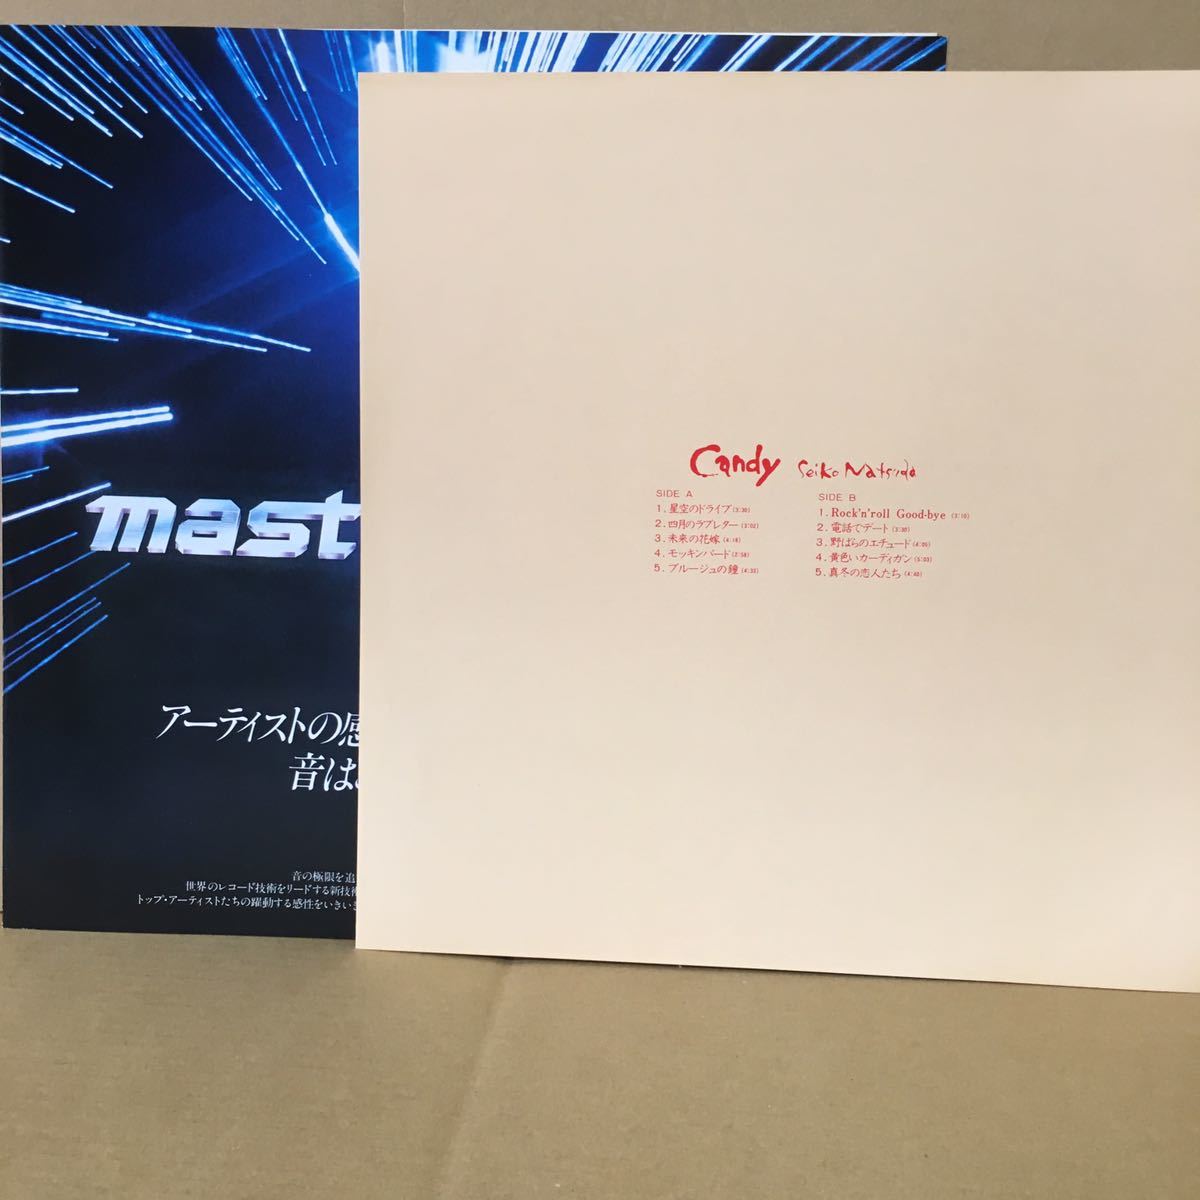 mast
アーティストの感
音は
音の極限を追
世界のレコード技術をリードする新技術
トップ・アーティストたちの躍動する感性をいきいき
Candy Seiko Matsuda
SIDE A
1. 星空のドライブ (3:30)
2. 四月のラブレター (3:02)
3. 未来の花嫁 (4:18)
4. モッキンバード (2:58)
5. ブルージュの鐘 (4:33)
SIDE B
1. Rock'n'roll Good-bye (3:10)
2. 電話でデート (3:30)
3. 野ばらのエチュード (4:05)
4. 黄色いカーディガン (5:03)
5. 真冬の恋人たち (4:40)